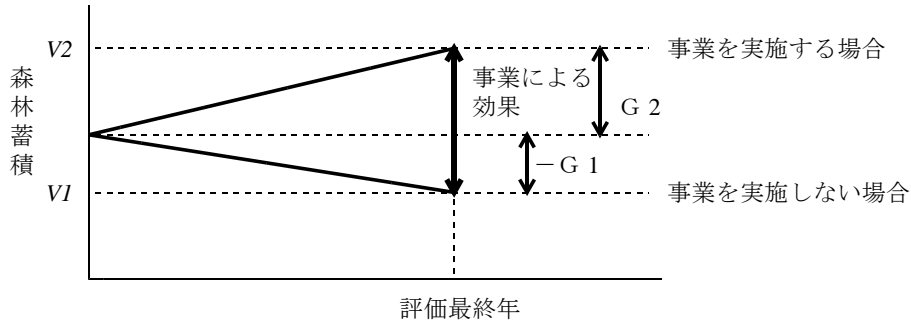 V2
事業を実施する場合
事業による
効果
G 2
森林蓄積
－G 1
V1
事業を実施しない場合
評価最終年